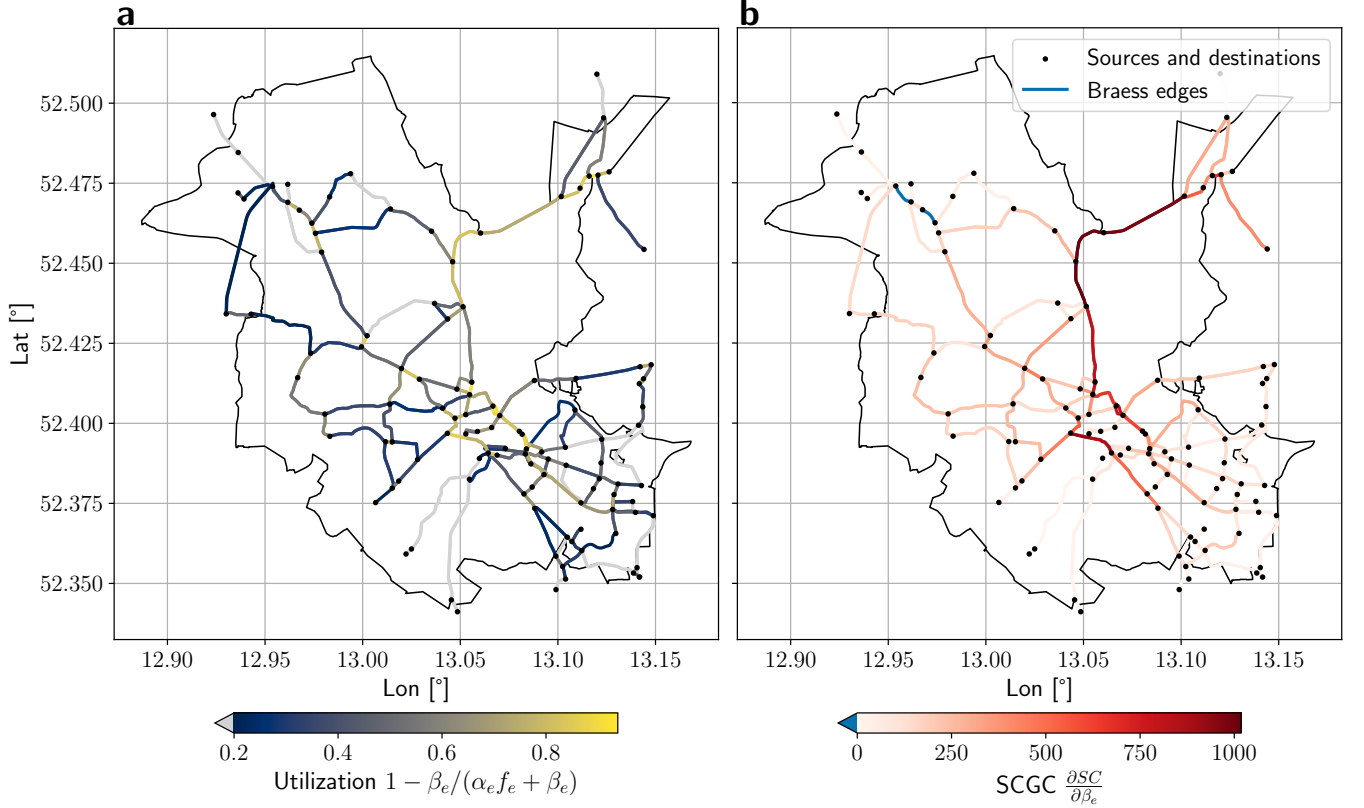 a
b
Sources and destinations
Braess edges
52.500
52.475
52.450
52.425
52.400
52.375
52.350
Lat [°]
12.90 12.95 13.00 13.05 13.10 13.15
12.90 12.95 13.00 13.05 13.10 13.15
Lon [°]
Lon [°]
0.2 0.4 0.6 0.8
Utilization 1 − β_e/(α_e f_e + β_e)
0 250 500 750 1000
SCGC ∂SC/∂β_e